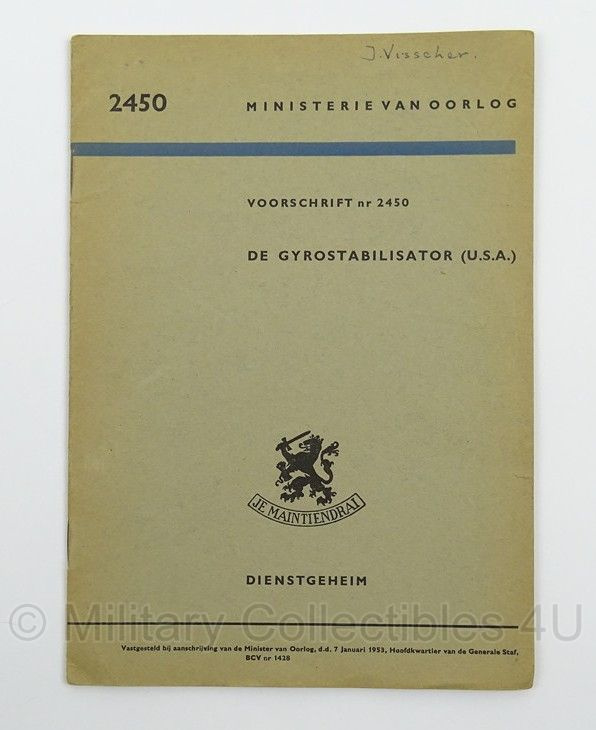 J. Visscher.
2450 MINISTERIE VAN OORLOG
VOORSCHRIFT nr 2450
DE GYROSTABILISATOR (U.S.A.)
JE MAINTIENDRAI
DIENSTGEHEIM
© Military Collectibles 4U
Vastgesteld bij aanschrijving van de Minister van Oorlog, d.d. 7 Januari 1953, Hoofdkwartier van de Generale Staf,
BCV nr 1428